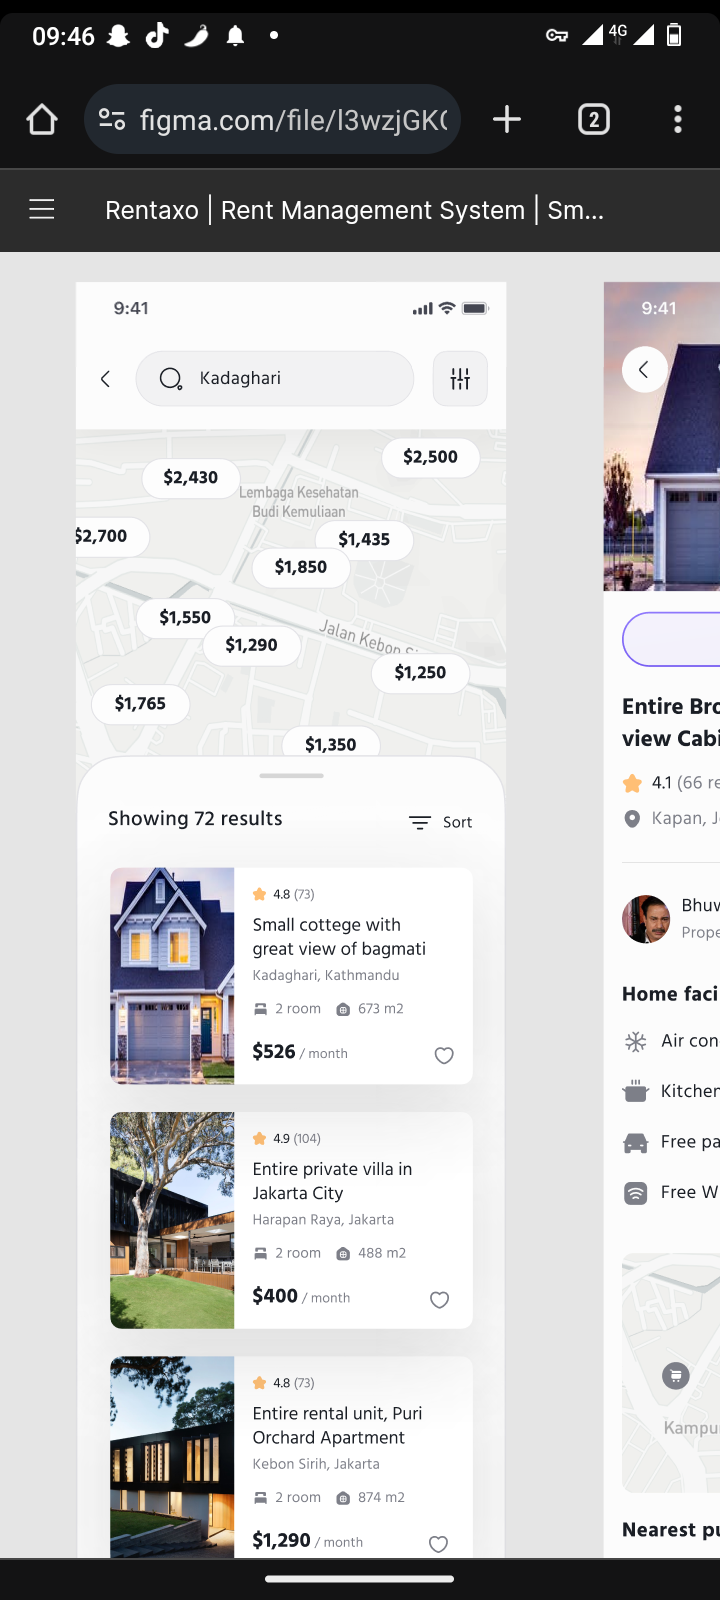 09:46
4G
figma.com/file/l3wzjGK
2
Rentaxo | Rent Management System | Sm...
9:41
Kadaghari
$2,430
$2,500
Lembaga Kesehatan
Budi Kemuliaan
$2,700
$1,435
$1,850
$1,550
$1,290
Jalan Kebon
$1,250
$1,765
$1,350
Showing 72 results
Sort
4.8 (73)
Small cottege with
great view of bagmati
Kadaghari, Kathmandu
2 room 673 m2
$526 / month
4.9 (104)
Entire private villa in
Jakarta City
Harapan Raya, Jakarta
2 room 488 m2
$400 / month
4.8 (73)
Entire rental unit, Puri
Orchard Apartment
Kebon Sirih, Jakarta
2 room 874 m2
$1,290 / month
9:41
Entire Bro
view Cabi
4.1 (66 re
Kapan, J
Bhuw
Prope
Home faci
Air con
Kitchen
Free pa
Free W
Kampu
Nearest pu